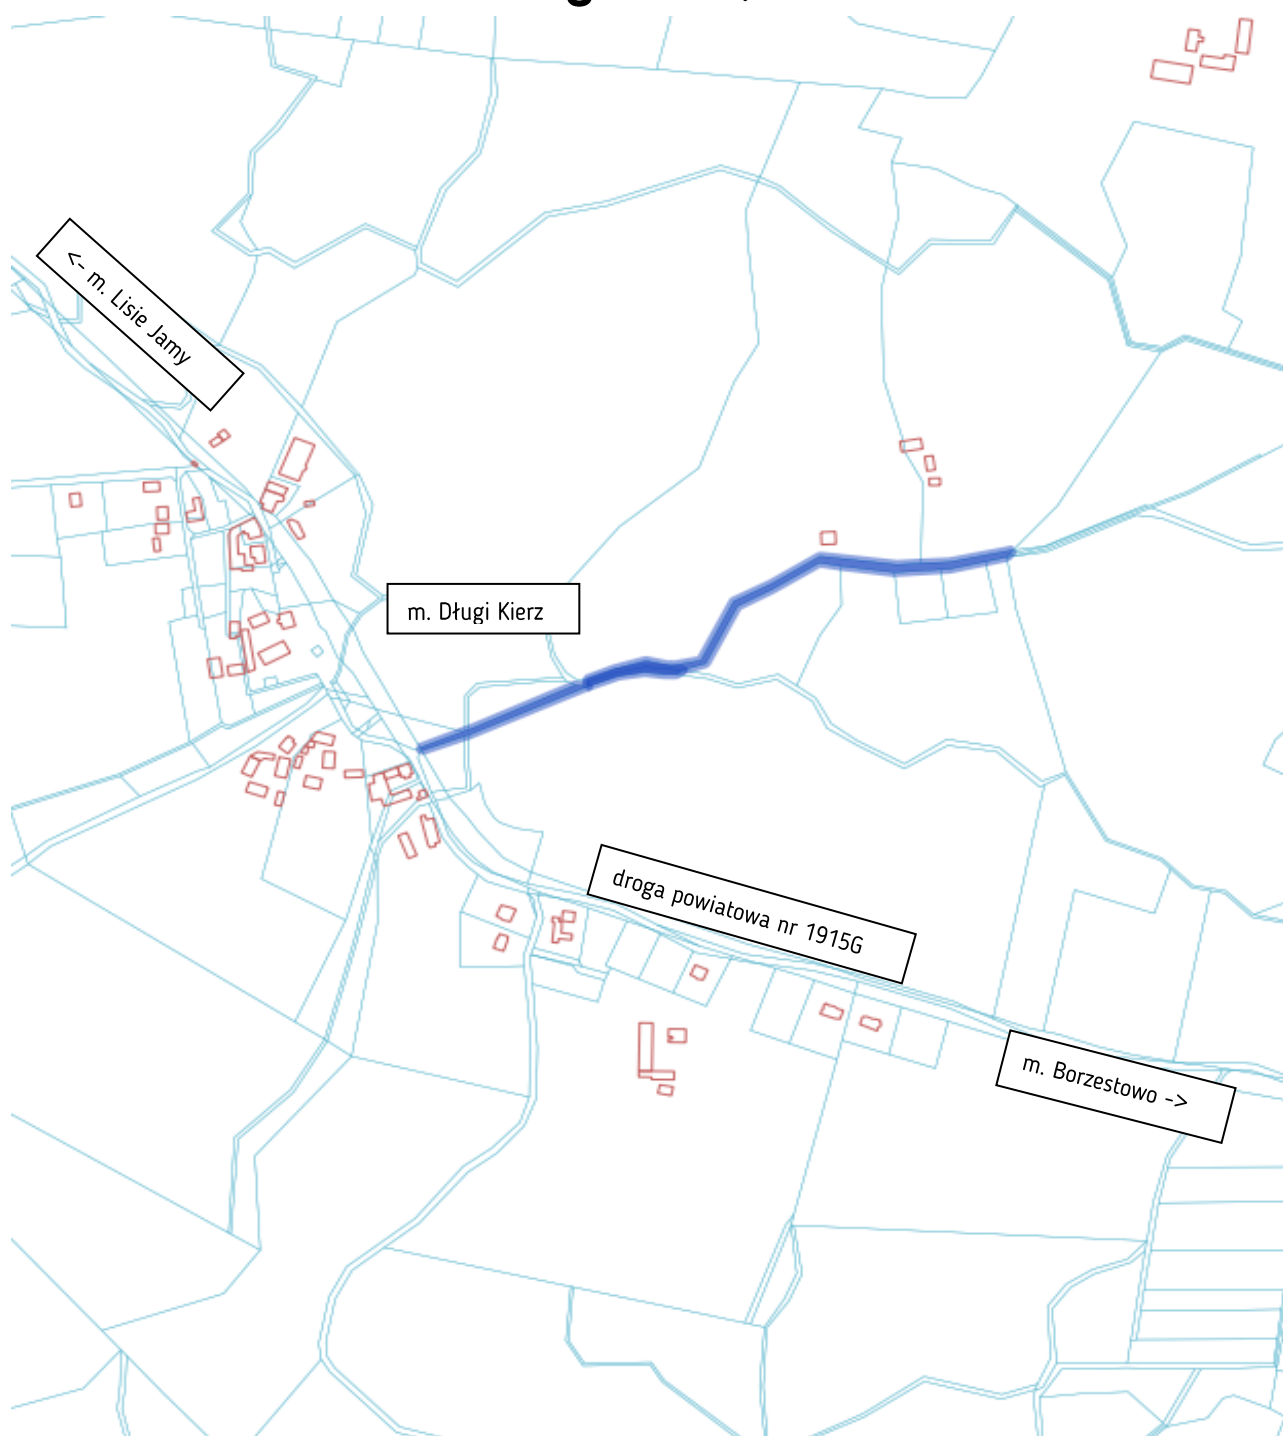 <- m. Lisie Jamy
m. Długi Kierz
droga powiatowa nr 1915G
m. Borzestowo ->